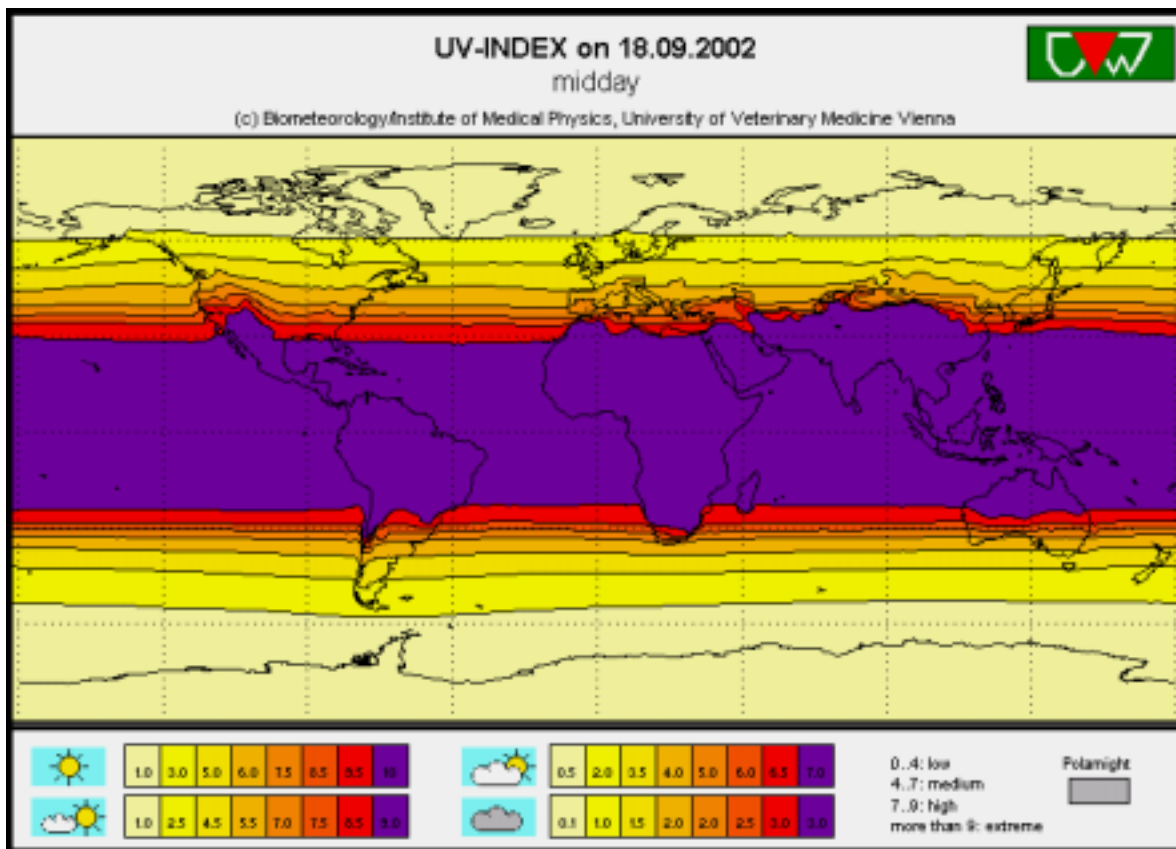 UV-INDEX on 18.09.2002
midday
(c) Biometeorology/Institute of Medical Physics, University of Veterinary Medicine Vienna
UVW
1.0 3.0 5.0 6.0 7.5 8.5 9.5 10
0.5 2.0 3.5 4.0 5.0 6.0 6.5 7.0
1.0 2.5 4.5 5.5 7.0 7.5 8.5 9.0
0.1 1.0 1.5 2.0 2.0 2.5 3.0 3.0
0..4: low
4..7: medium
7..9: high
more than 9: extreme
Polarnight